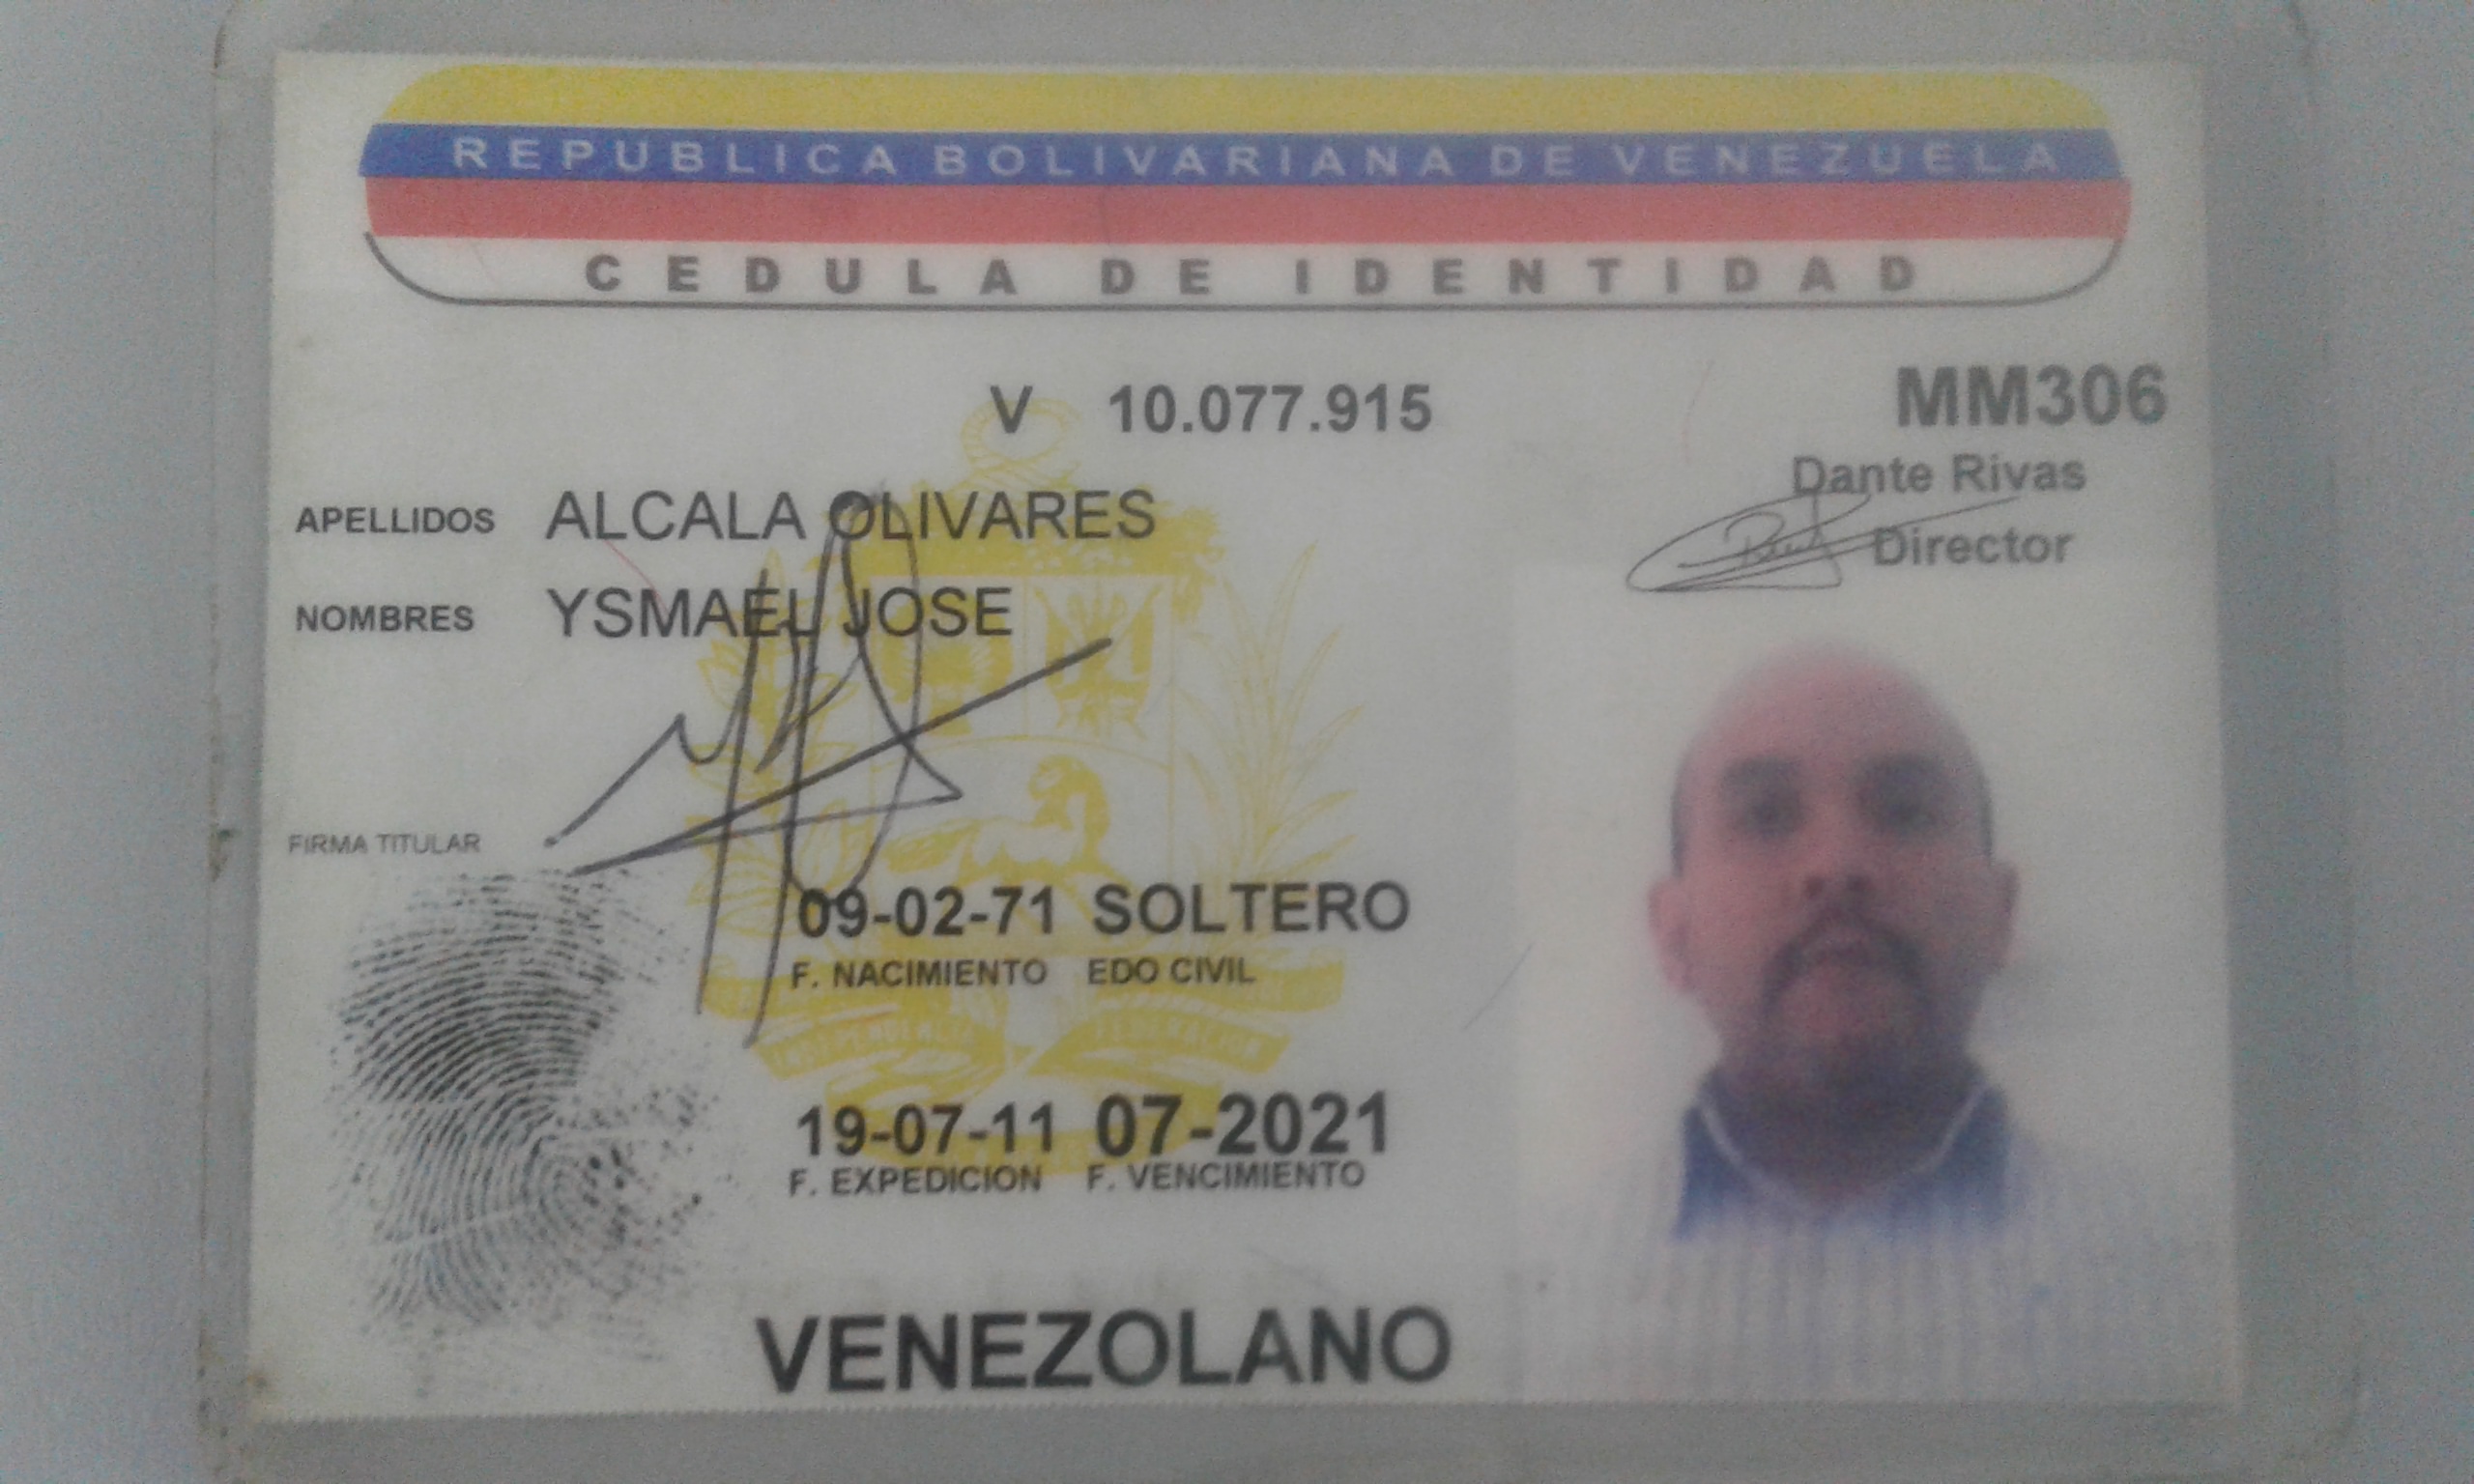 REPUBLICA BOLIVARIANA DE VENEZUELA
CEDULA DE IDENTIDAD
V 10.077.915 MM306
APELLIDOS ALCALA OLIVARES Dante Rivas
NOMBRES YSMAEL JOSE Director
FIRMA TITULAR
09-02-71 SOLTERO
F. NACIMIENTO EDO CIVIL
19-07-11 07-2021
F. EXPEDICION F. VENCIMIENTO
VENEZOLANO